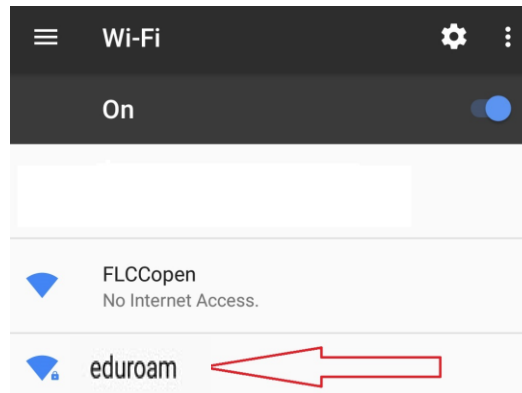 Wi-Fi
On
FLCCopen
No Internet Access.
eduroam